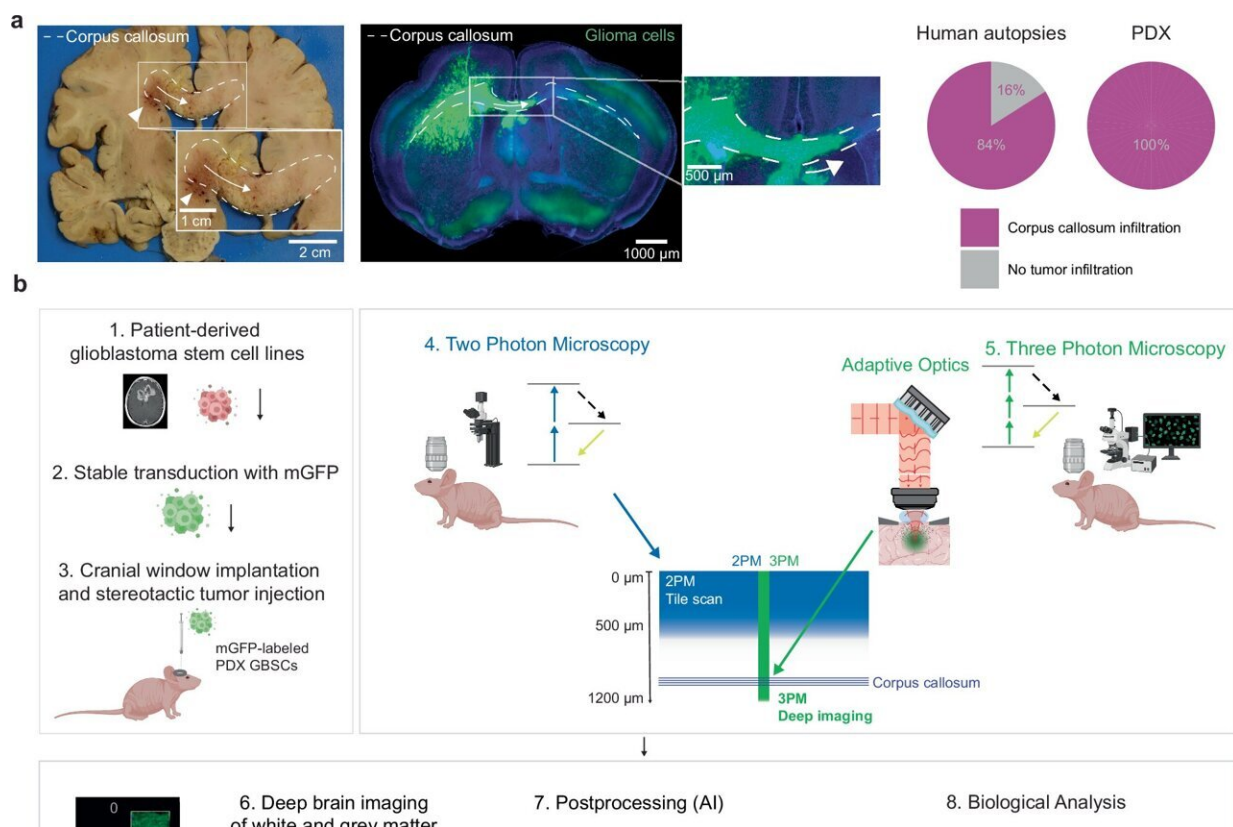 a
Corpus callosum
1 cm
2 cm
Corpus callosum
Glioma cells
1000 µm
500 µm
Human autopsies
PDX
16%
84%
100%
Corpus callosum infiltration
No tumor infiltration
b
1. Patient-derived
glioblastoma stem cell lines
2. Stable transduction with mGFP
3. Cranial window implantation
and stereotactic tumor injection
mGFP-labeled
PDX GBSCs
4. Two Photon Microscopy
Adaptive Optics
5. Three Photon Microscopy
2PM 3PM
0 µm
2PM
Tile scan
500 µm
Corpus callosum
1200 µm
3PM
Deep imaging
0
6. Deep brain imaging
of white and grey matter
7. Postprocessing (AI)
8. Biological Analysis